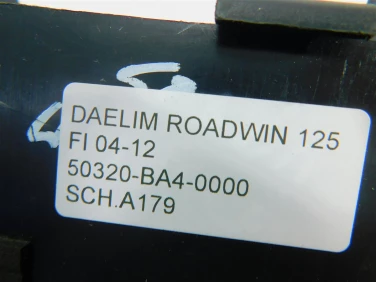 DAELIM ROADWIN 125
FI 04-12
50320-BA4-0000
SCH.A179